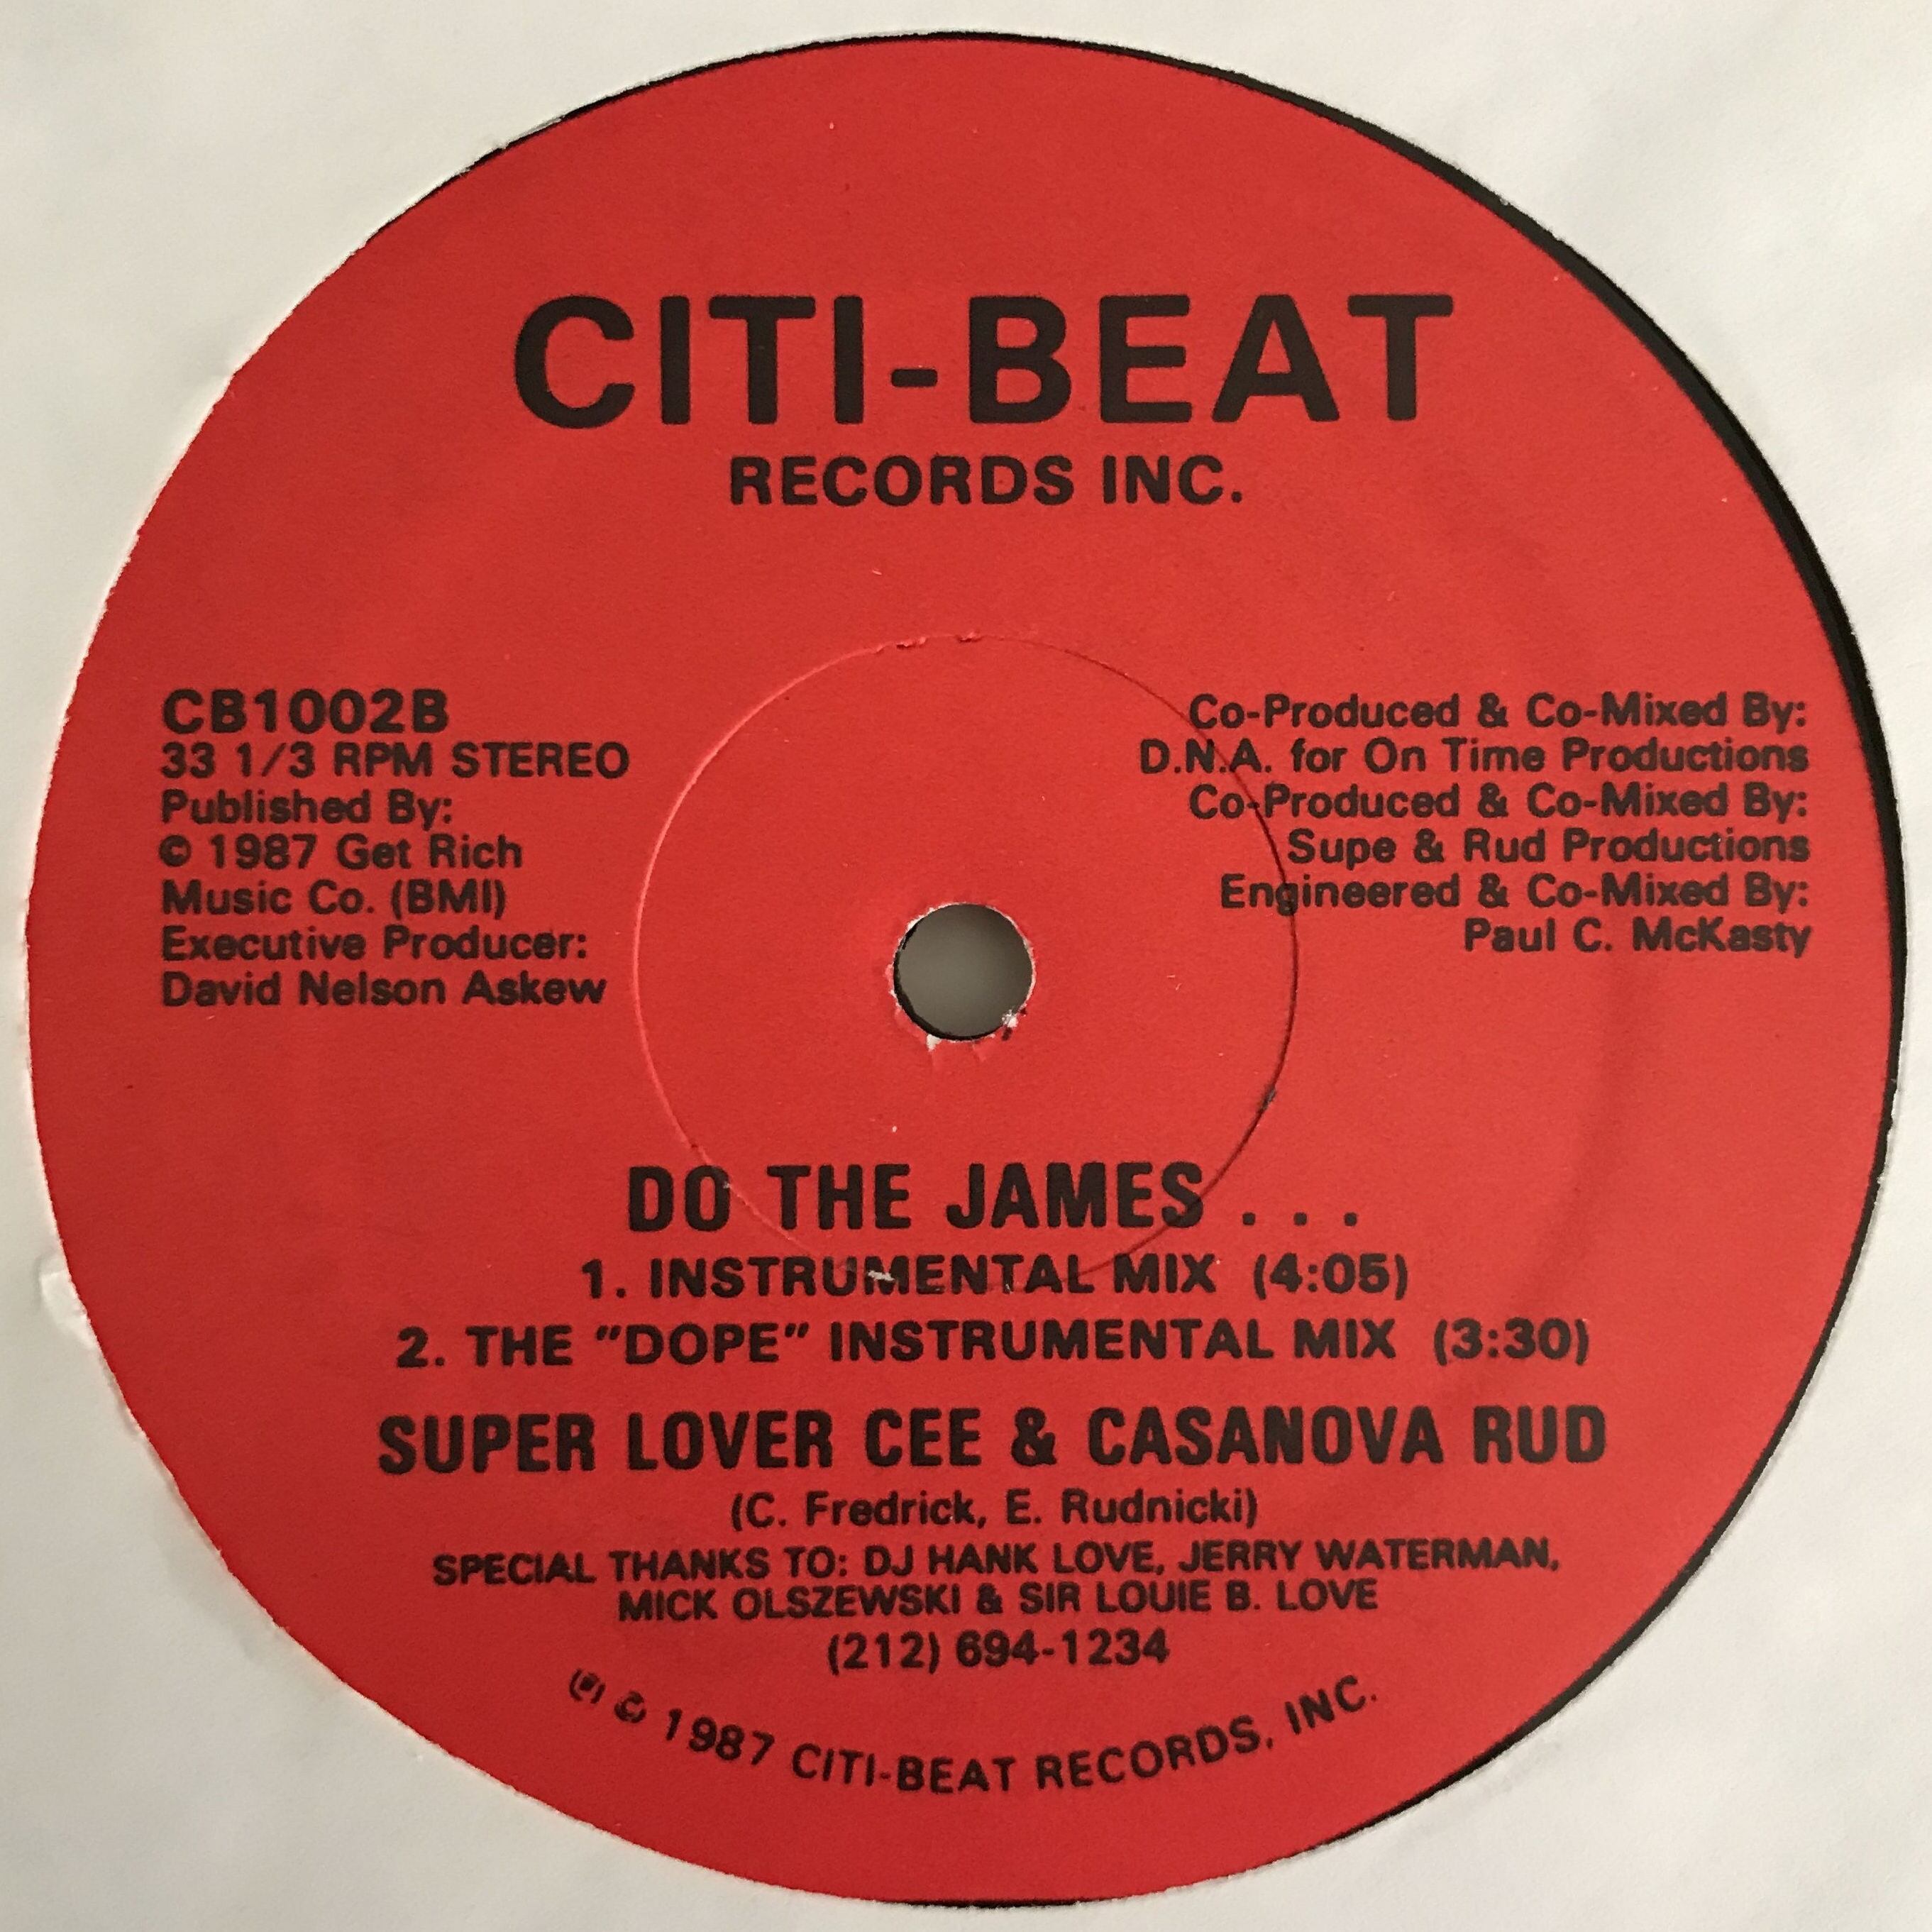 CITI-BEAT
RECORDS INC.
CB1002B
33 1/3 RPM STEREO
Published By:
© 1987 Get Rich
Music Co. (BMI)
Executive Producer:
David Nelson Askew
Co-Produced & Co-Mixed By:
D.N.A. for On Time Productions
Co-Produced & Co-Mixed By:
Supe & Rud Productions
Engineered & Co-Mixed By:
Paul C. McKasty
DO THE JAMES . . .
1. INSTRUMENTAL MIX (4:05)
2. THE "DOPE" INSTRUMENTAL MIX (3:30)
SUPER LOVER CEE & CASANOVA RUD
(C. Fredrick, E. Rudnicki)
SPECIAL THANKS TO: DJ HANK LOVE, JERRY WATERMAN,
MICK OLSZEWSKI & SIR LOUIE B. LOVE
(212) 694-1234
℗ © 1987 CITI-BEAT RECORDS, INC.